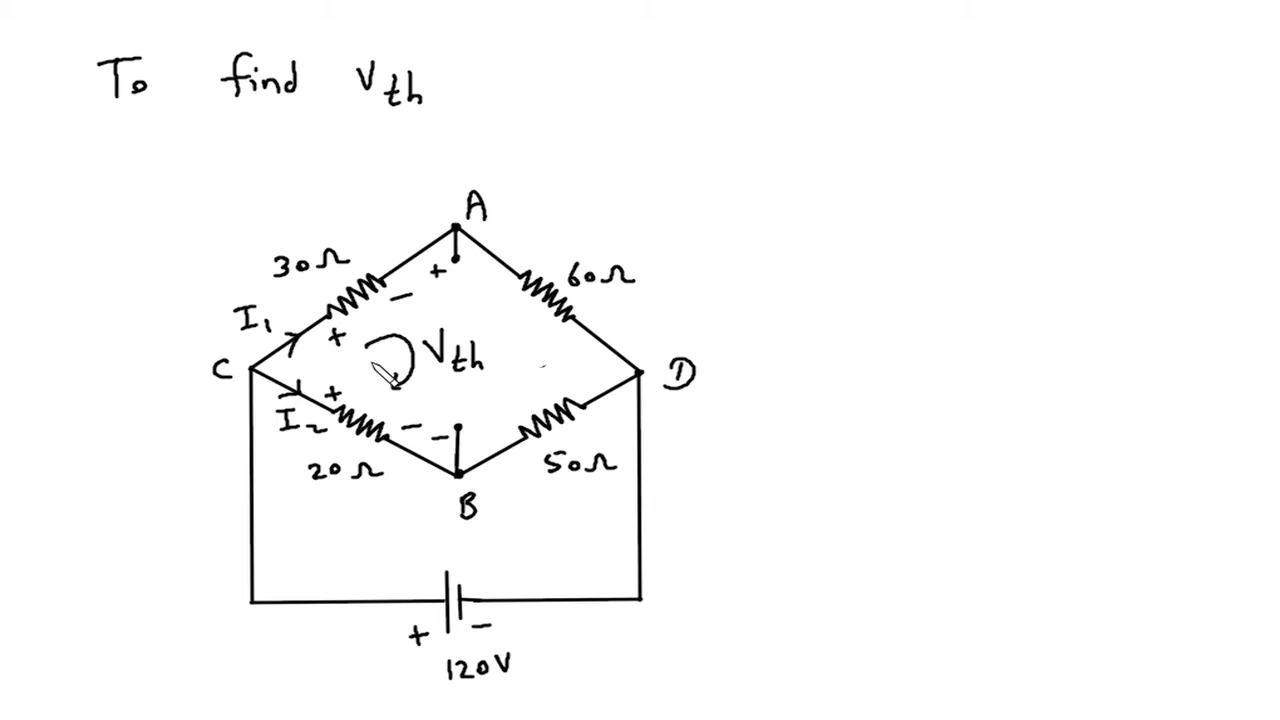 To find Vth
A
30Ω
60Ω
+
−
I₁
+
C
Vth
D
+
I₂
−
−
20Ω
50Ω
B
+
−
120V